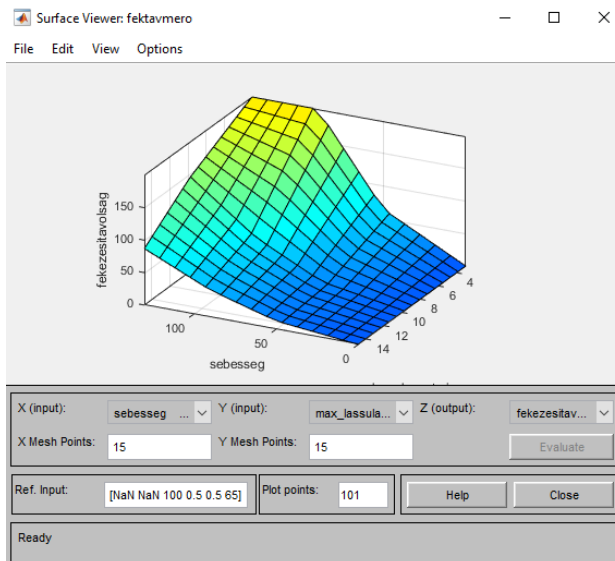 Surface Viewer: fektavmero
File Edit View Options
fekezesitavolsag
150
100
50
0
100
50
0
sebesseg
14
12
10
8
6
4
X (input):
sebesseg ...
Y (input):
max_lassula...
Z (output):
fekezesitav...
X Mesh Points:
15
Y Mesh Points:
15
Evaluate
Ref. Input:
[NaN NaN 100 0.5 0.5 65]
Plot points:
101
Help
Close
Ready